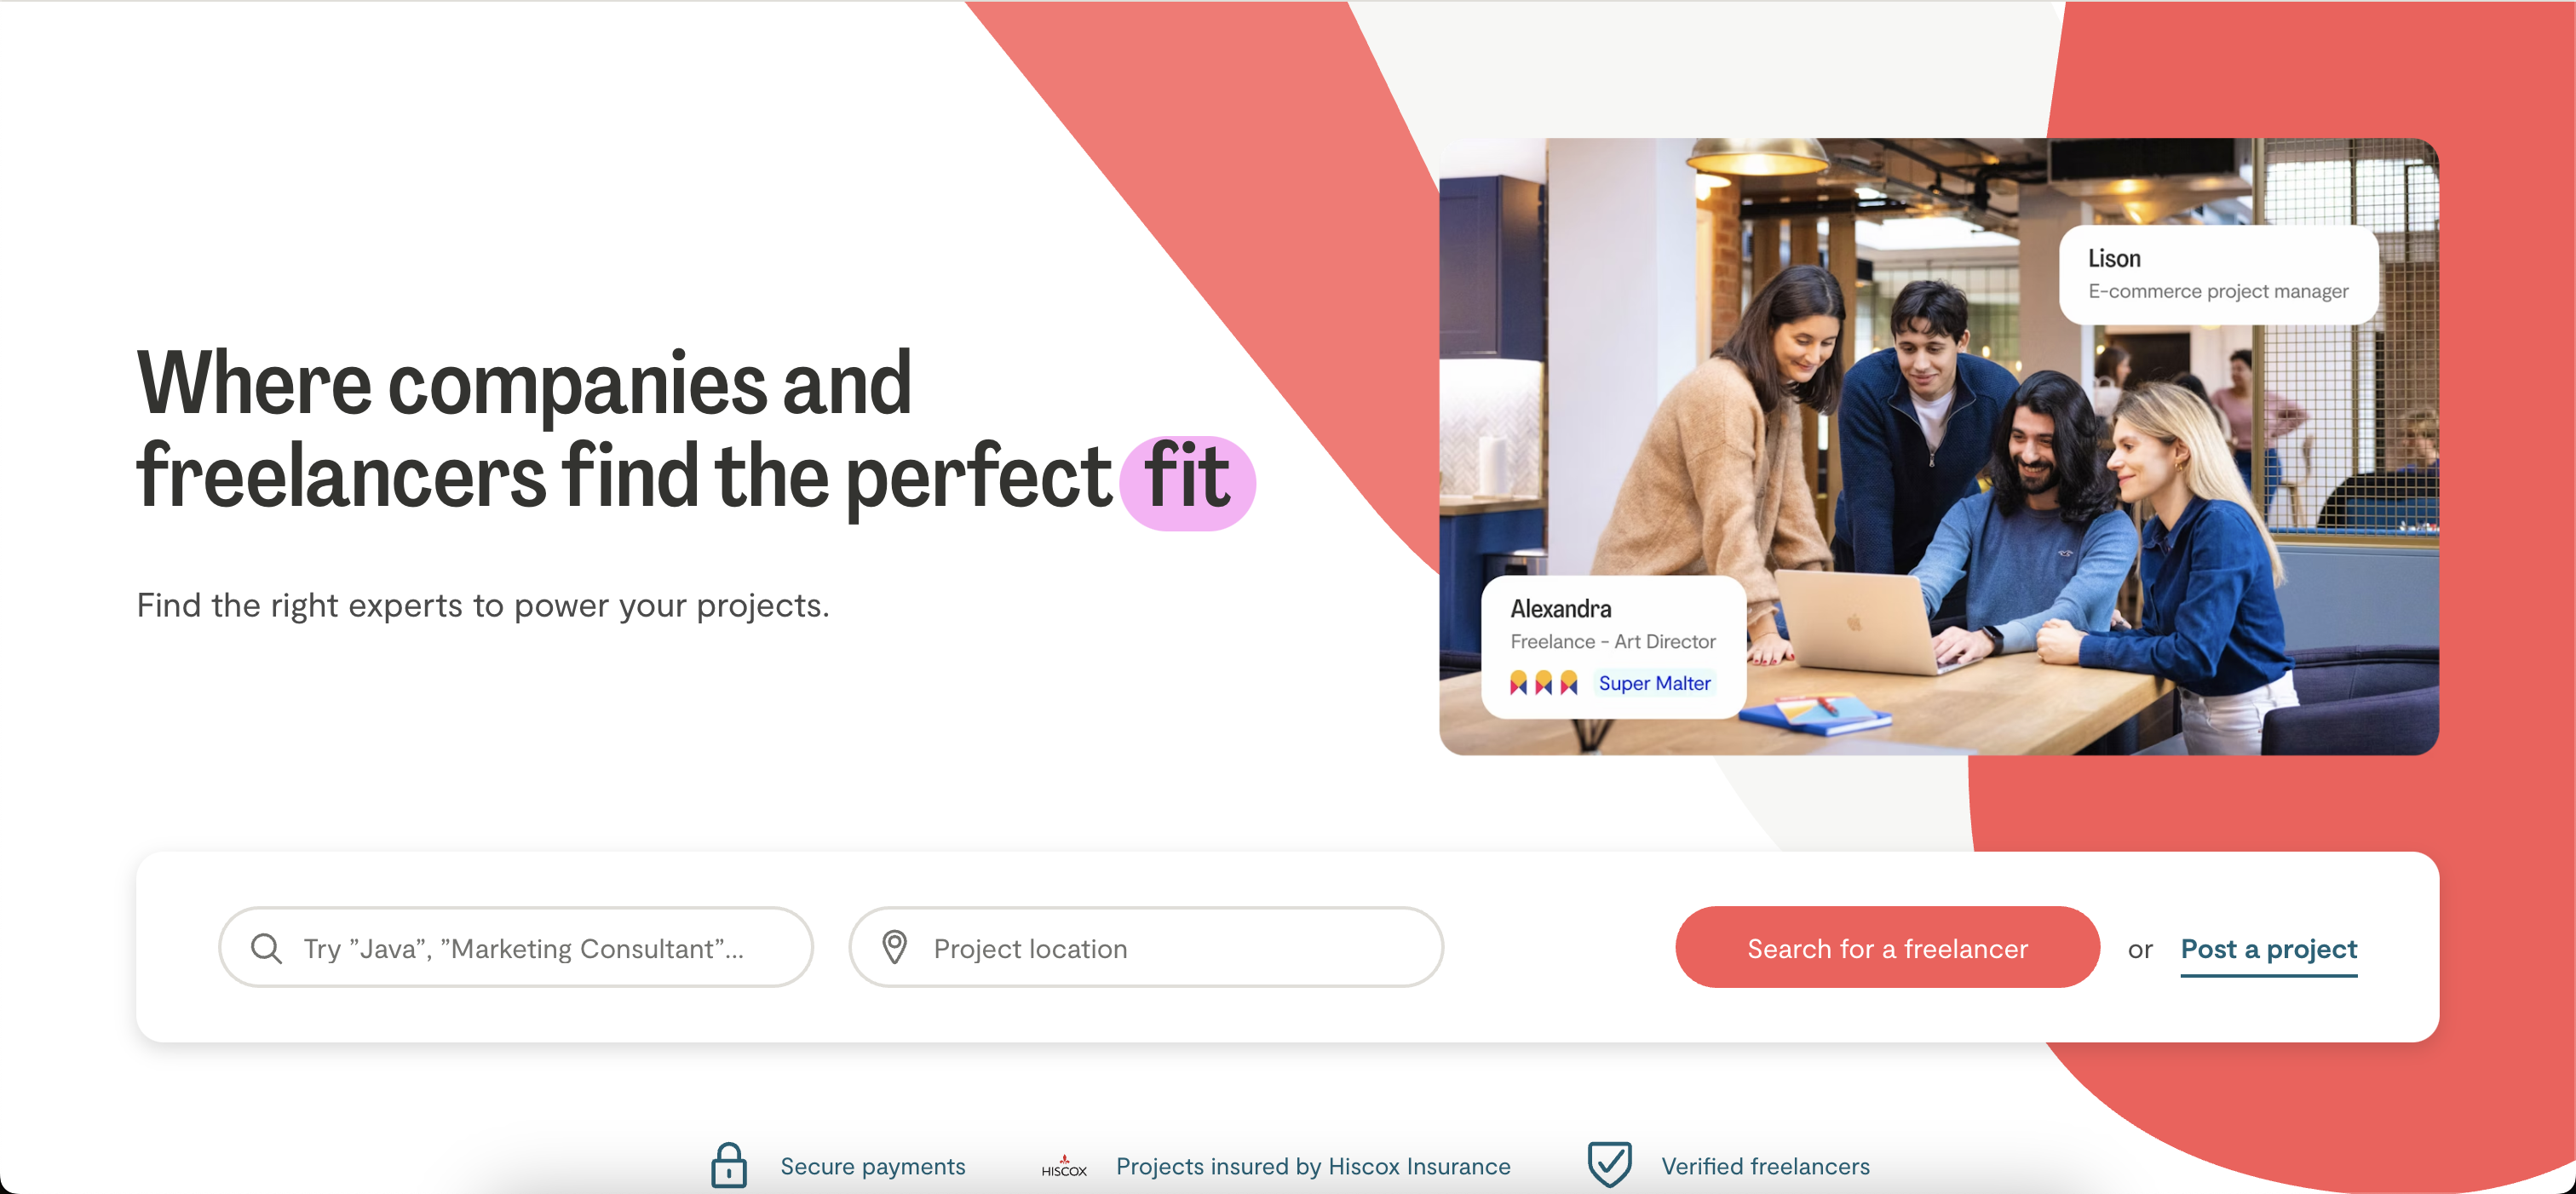 Where companies and
freelancers find the perfect fit
Find the right experts to power your projects.
Lison
E-commerce project manager
Alexandra
Freelance - Art Director
Super Malter
Try ”Java”, ”Marketing Consultant”...
Project location
Search for a freelancer
or
Post a project
Secure payments
HISCOX
Projects insured by Hiscox Insurance
Verified freelancers